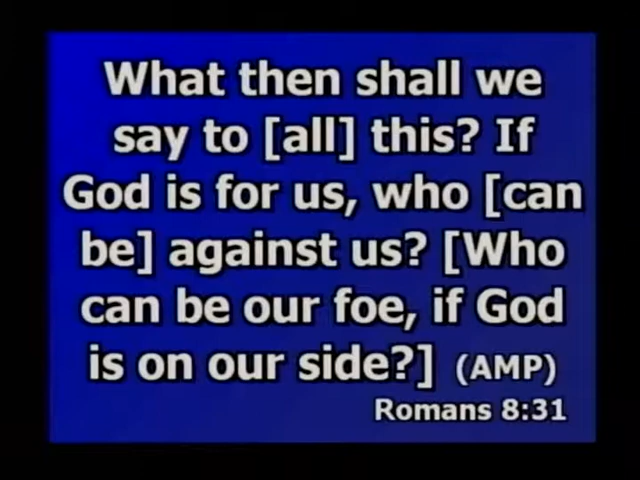 What then shall we
say to [all] this? If
God is for us, who [can
be] against us? [Who
can be our foe, if God
is on our side?] (AMP)
Romans 8:31